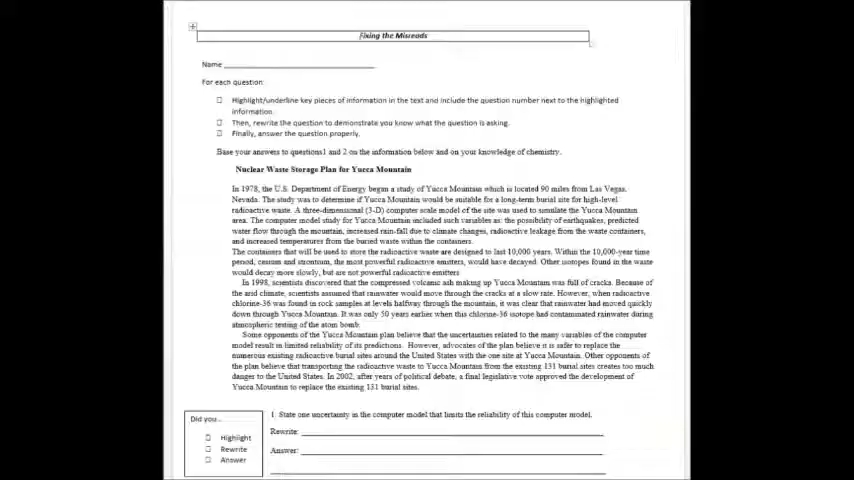 Fixing the Misreads
Name
For each question:
Highlight/underline key pieces of information in the text and include the question number next to the highlighted
information.
Then, rewrite the question to demonstrate you know what the question is asking.
Finally, answer the question properly.
Base your answers to questions1 and 2 on the information below and on your knowledge of chemistry.
Nuclear Waste Storage Plan for Yucca Mountain
In 1978, the U.S. Department of Energy began a study of Yucca Mountain which is located 90 miles from Las Vegas,
Nevada. The study was to determine if Yucca Mountain would be suitable for a long-term burial site for high-level
radioactive waste. A three-dimensional (3-D) computer scale model of the site was used to simulate the Yucca Mountain
area. The computer model study for Yucca Mountain included such variables as: the possibility of earthquakes, predicted
water flow through the mountain, increased rain-fall due to climate changes, radioactive leakage from the waste containers,
and increased temperatures from the buried waste within the containers.
The containers that will be used to store the radioactive waste are designed to last 10,000 years. Within the 10,000-year time
period, cesium and strontium, the most powerful radioactive emitters, would have decayed. Other isotopes found in the waste
would decay more slowly, but are not powerful radioactive emitters
In 1998, scientists discovered that the compressed volcanic ash making up Yucca Mountain was full of cracks. Because of
the arid climate, scientists assumed that rainwater would move through the cracks at a slow rate. However, when radioactive
chlorine-36 was found in rock samples at levels halfway through the mountain, it was clear that rainwater had moved quickly
down through Yucca Mountain. It was only 50 years earlier when this chlorine-36 isotope had contaminated rainwater during
atmospheric testing of the atom bomb.
Some opponents of the Yucca Mountain plan believe that the uncertainties related to the many variables of the computer
model result in limited reliability of its predictions. However, advocates of the plan believe it is safer to replace the
numerous existing radioactive burial sites around the United States with the one site at Yucca Mountain. Other opponents of
the plan believe that transporting the radioactive waste to Yucca Mountain from the existing 131 burial sites creates too much
danger to the United States. In 2002, after years of political debate, a final legislative vote approved the development of
Yucca Mountain to replace the existing 131 burial sites.
Did you...
Highlight
Rewrite
Answer
1. State one uncertainty in the computer model that limits the reliability of this computer model.
Rewrite:
Answer: